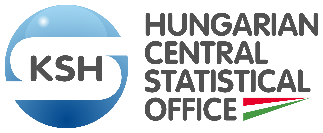 KSH
HUNGARIAN
CENTRAL
STATISTICAL
OFFICE